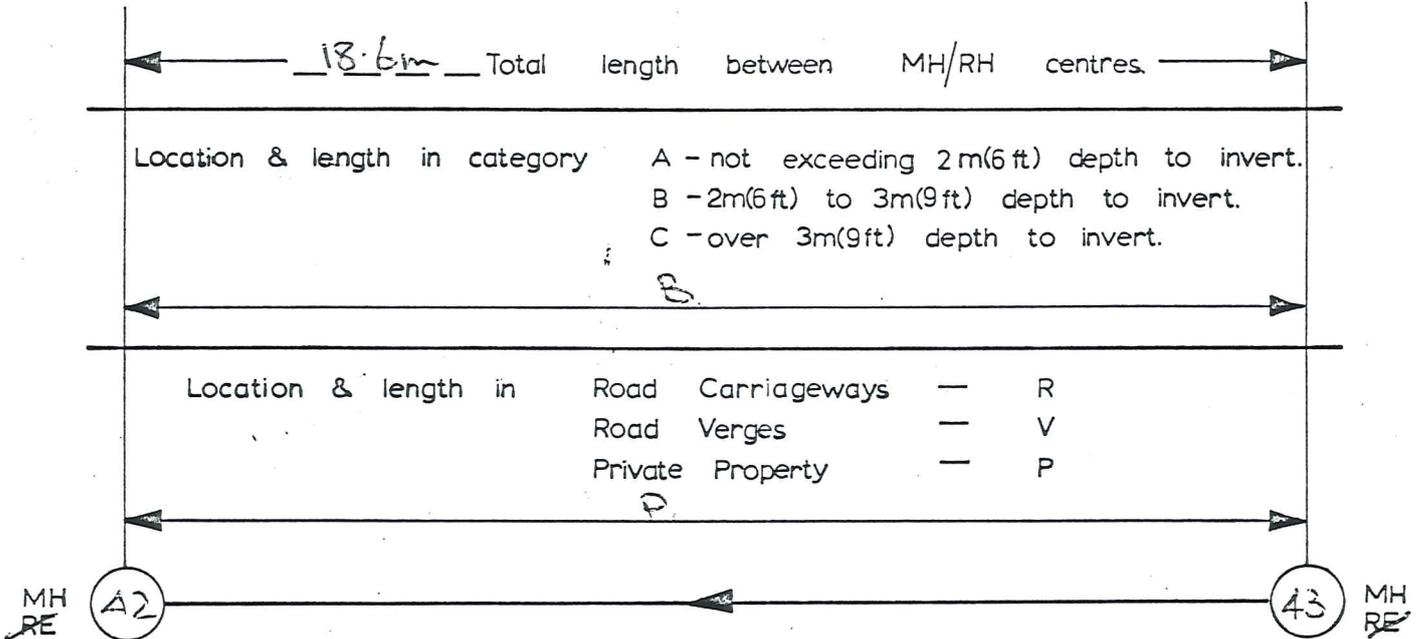 18.6m Total length between MH/RH centres.
Location & length in category A - not exceeding 2m(6ft) depth to invert.
B - 2m(6ft) to 3m(9ft) depth to invert.
C - over 3m(9ft) depth to invert.
B
Location & length in Road Carriageways — R
Road Verges — V
Private Property — P
P
MH 42 43 MH
RE RE